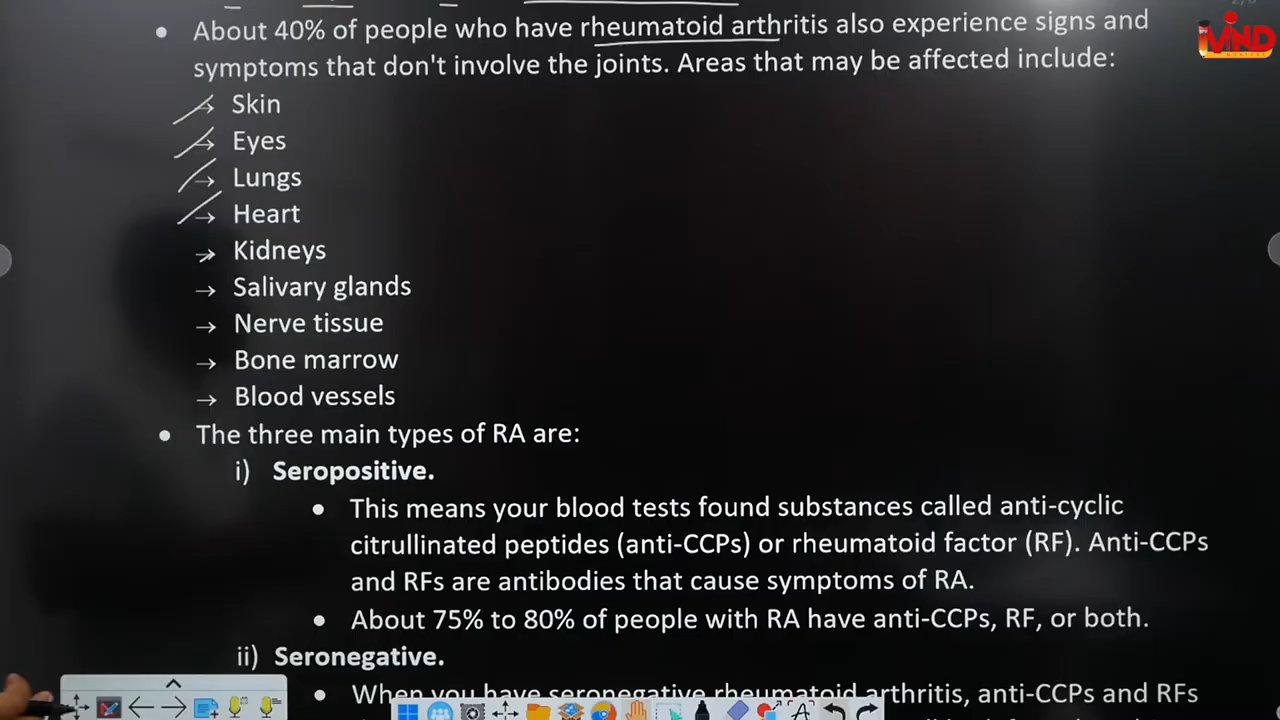 About 40% of people who have rheumatoid arthritis also experience signs and
symptoms that don't involve the joints. Areas that may be affected include:
→ Skin
→ Eyes
→ Lungs
→ Heart
→ Kidneys
→ Salivary glands
→ Nerve tissue
→ Bone marrow
→ Blood vessels
• The three main types of RA are:
i) Seropositive.
• This means your blood tests found substances called anti-cyclic
citrullinated peptides (anti-CCPs) or rheumatoid factor (RF). Anti-CCPs
and RFs are antibodies that cause symptoms of RA.
• About 75% to 80% of people with RA have anti-CCPs, RF, or both.
ii) Seronegative.
• When you have seronegative rheumatoid arthritis, anti-CCPs and RFs